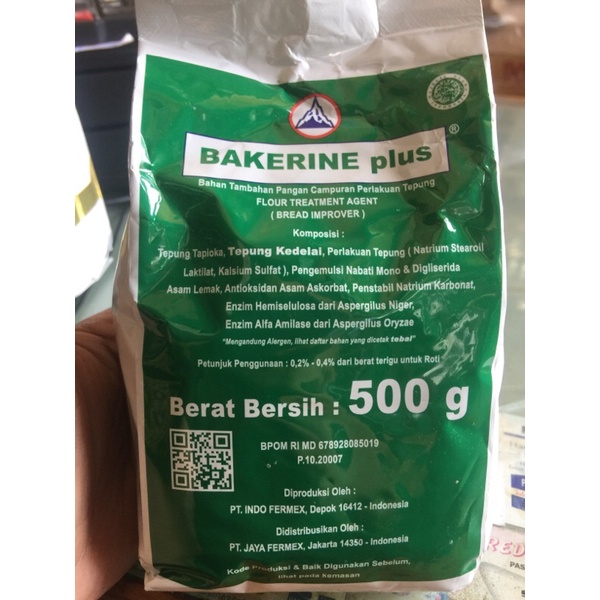 BAKERINE plus ®
Bahan Tambahan Pangan Campuran Perlakuan Tepung
FLOUR TREATMENT AGENT
( BREAD IMPROVER )
Komposisi :
Tepung Tapioka, Tepung Kedelai, Perlakuan Tepung ( Natrium Stearoil
Laktilat, Kalsium Sulfat ), Pengemulsi Nabati Mono & Digliserida
Asam Lemak, Antioksidan Asam Askorbat, Penstabil Natrium Karbonat,
Enzim Hemiselulosa dari Aspergilus Niger,
Enzim Alfa Amilase dari Aspergilus Oryzae
"Mengandung Alergen, lihat daftar bahan yang dicetak tebal"
Petunjuk Penggunaan : 0,2% - 0,4% dari berat terigu untuk Roti
Berat Bersih : 500 g
BPOM RI MD 678928085019
P.10.20007
Diproduksi Oleh :
PT. INDO FERMEX, Depok 16412 - Indonesia
Didistribusikan Oleh :
PT. JAYA FERMEX, Jakarta 14350 - Indonesia
Kode Produksi & Baik Digunakan Sebelum,
lihat pada kemasan
RED
PAS